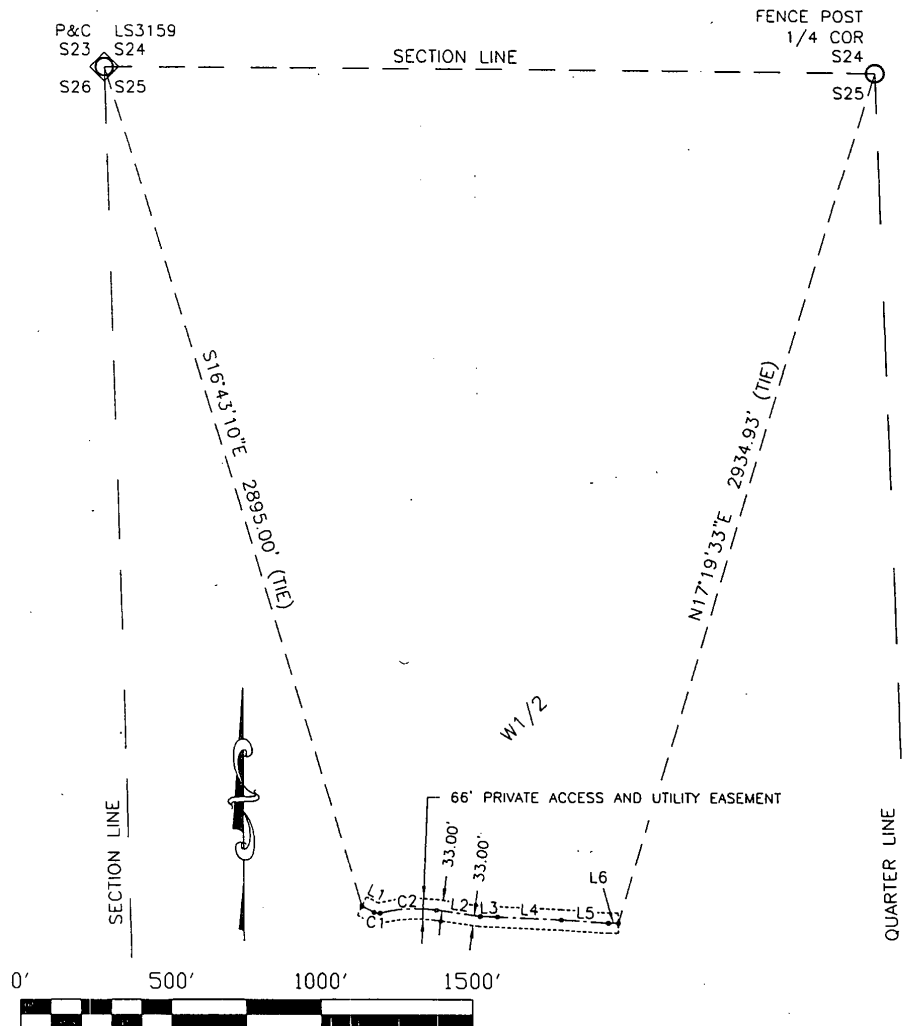 P&C LS3159
S23 S24
S26 S25
SECTION LINE
FENCE POST
1/4 COR
S24
S25
S16°43'10"E 2895.00' (TIE)
N17°19'33"E 2934.93' (TIE)
W1/2
66' PRIVATE ACCESS AND UTILITY EASEMENT
SECTION LINE
QUARTER LINE
33.00'
33.00'
L6
L1
C1
C2
L2
L3
L4
L5
0' 500' 1000' 1500'